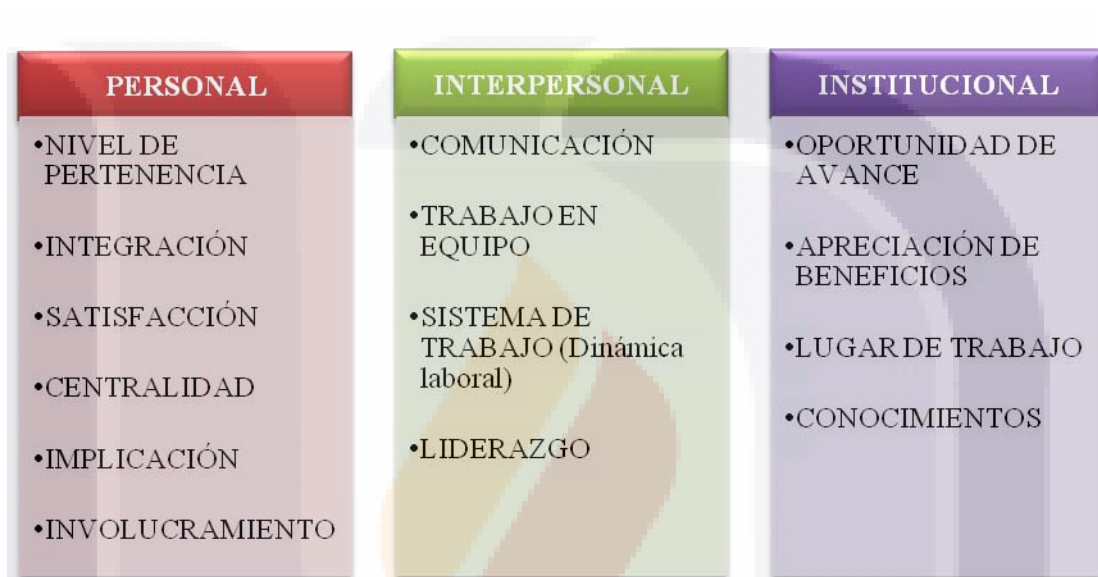 PERSONAL
•NIVEL DE
PERTENENCIA
•INTEGRACIÓN
•SATISFACCIÓN
•CENTRALIDAD
•IMPLICACIÓN
•INVOLUCRAMIENTO
INTERPERSONAL
•COMUNICACIÓN
•TRABAJO EN
EQUIPO
•SISTEMA DE
TRABAJO (Dinámica
laboral)
•LIDERAZGO
INSTITUCIONAL
•OPORTUNIDAD DE
AVANCE
•APRECIACIÓN DE
BENEFICIOS
•LUGAR DE TRABAJO
•CONOCIMIENTOS